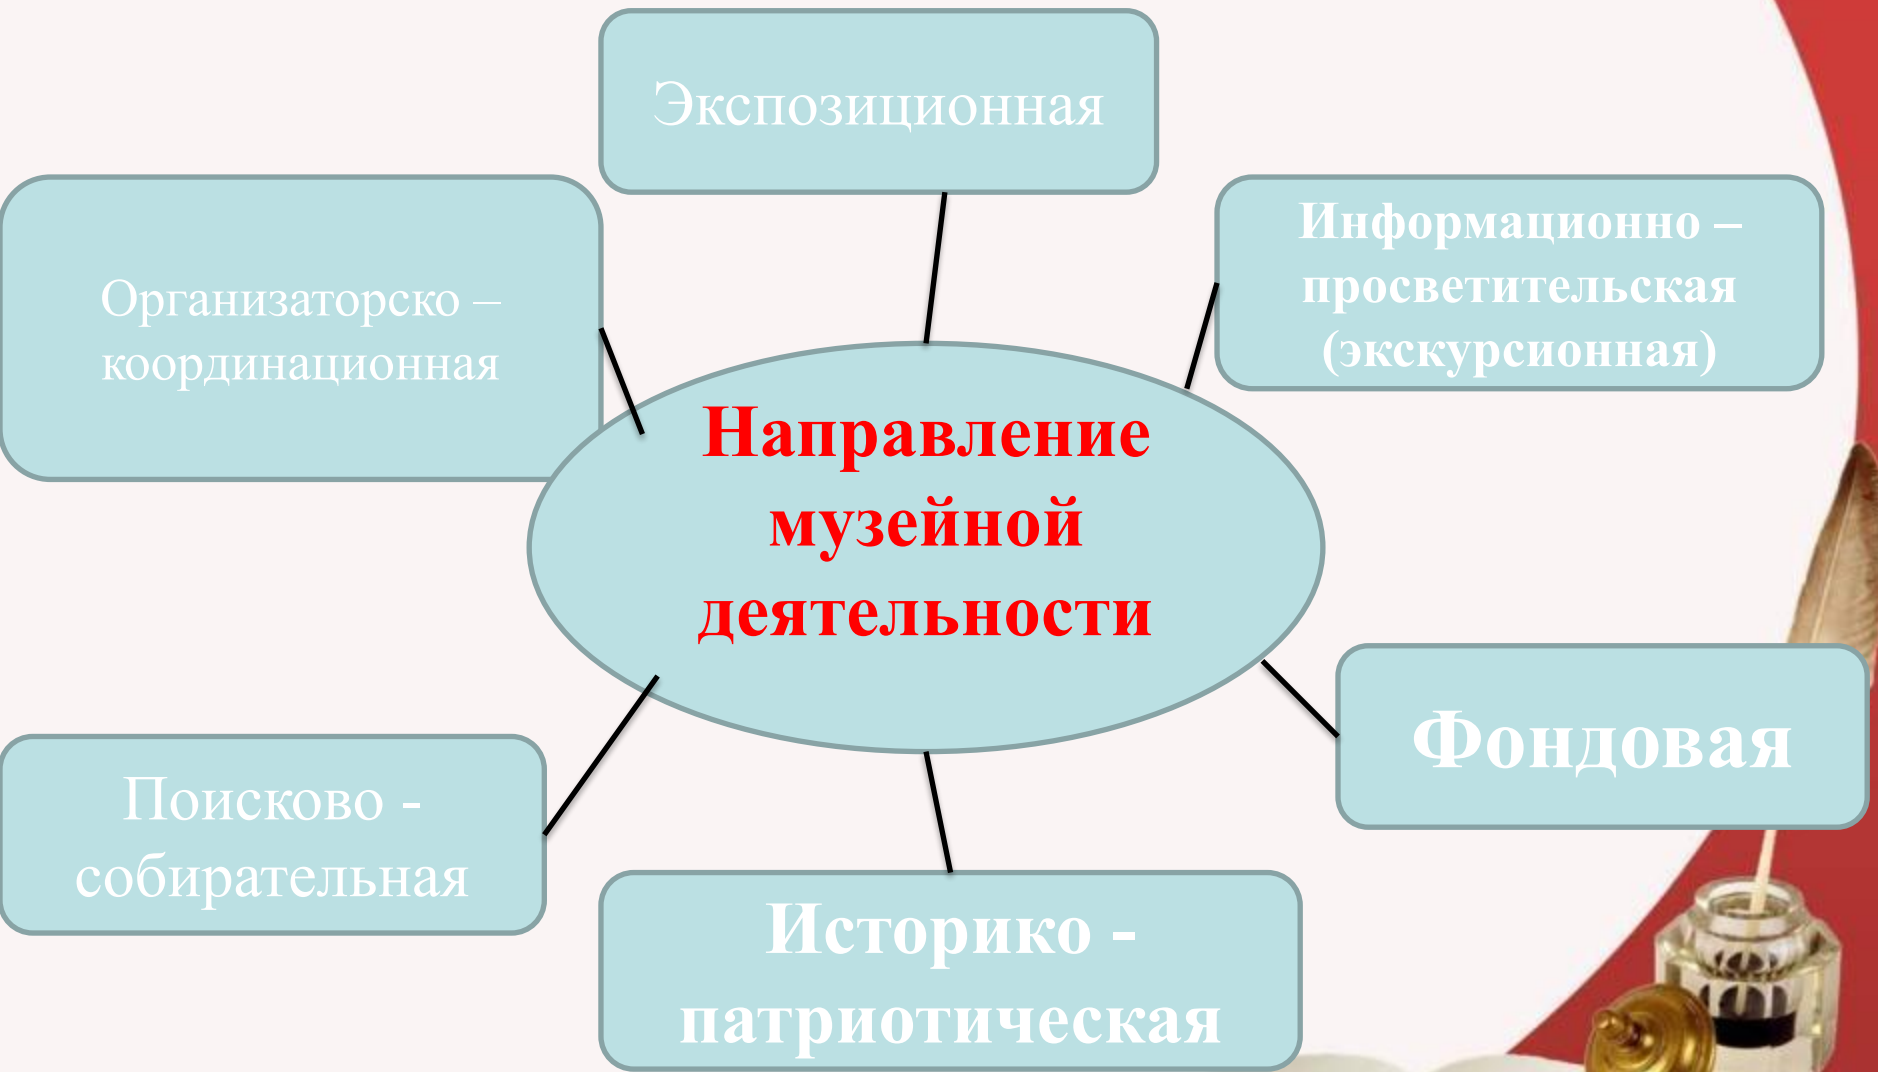 Экспозиционная
Организаторско –
координационная
Информационно –
просветительская
(экскурсионная)
Направление
музейной
деятельности
Фондовая
Поисково -
собирательная
Историко -
патриотическая